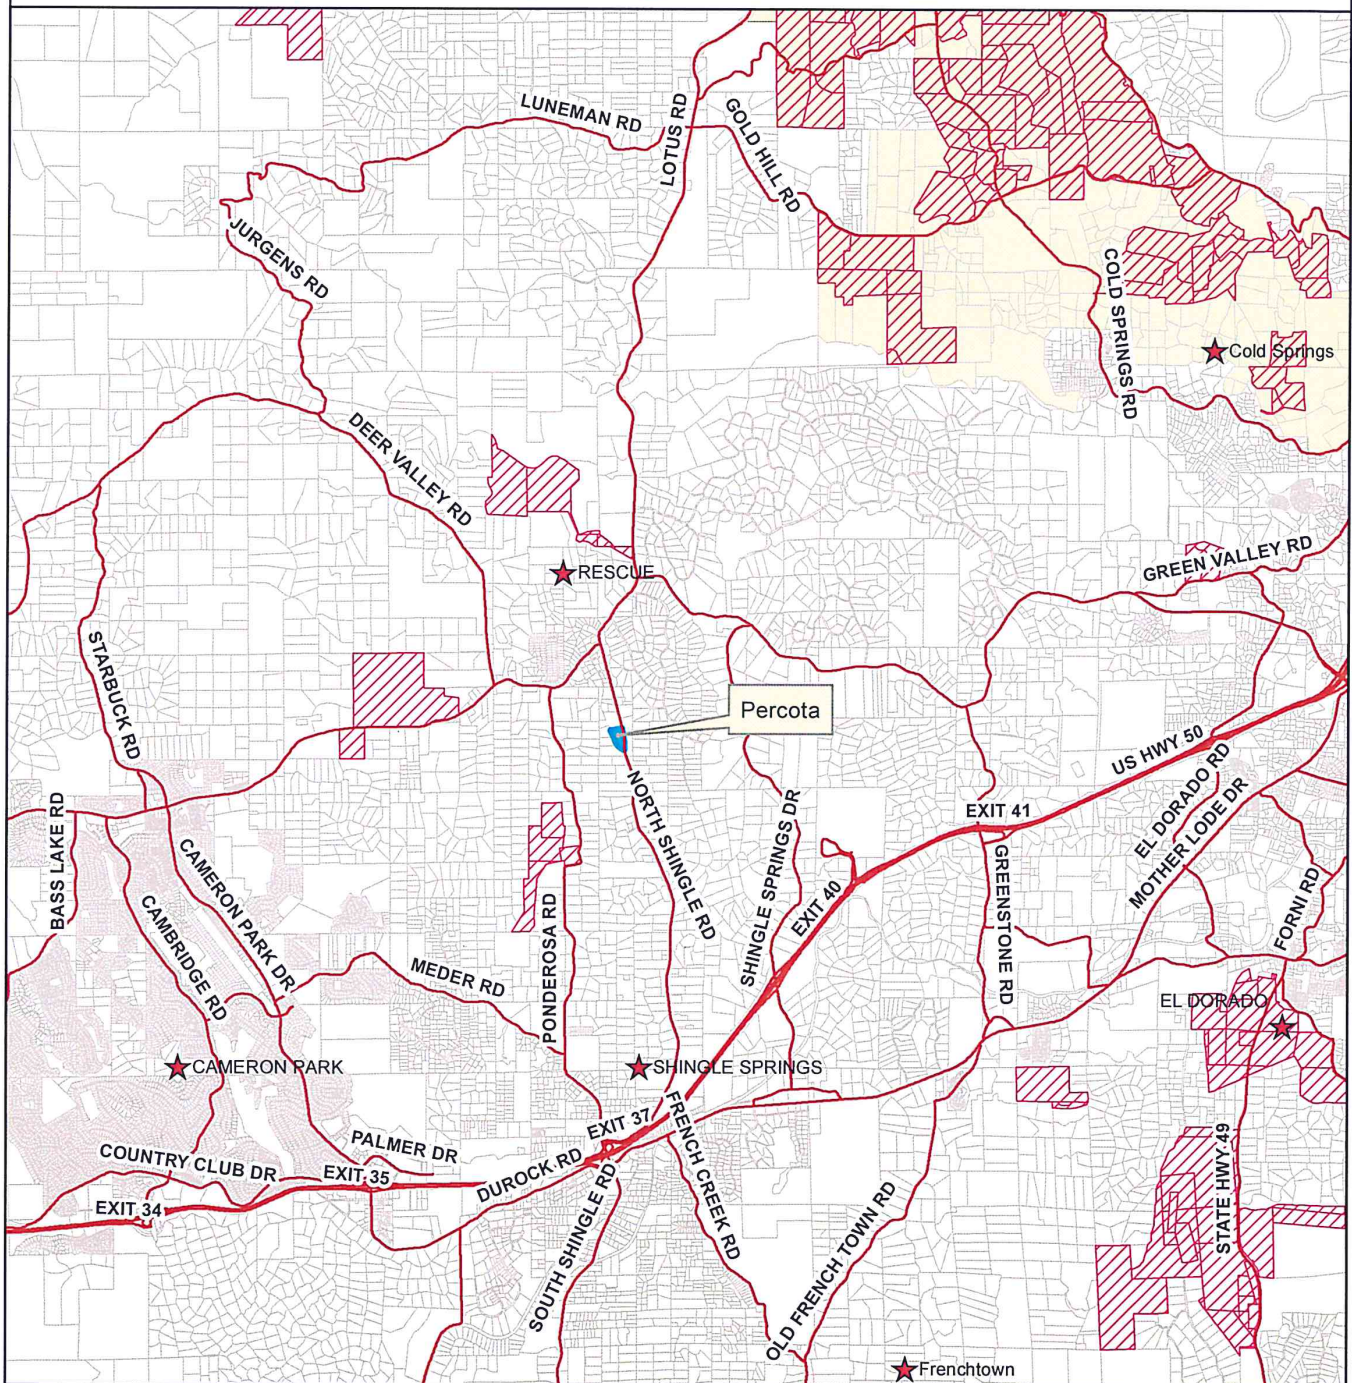 LUNEMAN RD
LOTUS RD
GOLD HILL RD
JURGENS RD
COLD SPRINGS RD
Cold Springs
DEER VALLEY RD
GREEN VALLEY RD
RESCUE
STARBUCK RD
Percota
US HWY 50
NORTH SHINGLE RD
EL DORADO RD
MOTHER LODE DR
BASS LAKE RD
SHINGLE SPRINGS DR
EXIT 41
CAMERON PARK DR
GREENSTONE RD
EXIT 40
FORNI RD
CAMBRIDGE RD
PONDEROSA RD
MEDER RD
EL DORADO
CAMERON PARK
SHINGLE SPRINGS
EXIT 37
FRENCH CREEK RD
PALMER DR
COUNTRY CLUB DR
EXIT 35
DUROCK RD
STATE HWY 49
EXIT 34
SOUTH SHINGLE RD
OLD FRENCH TOWN RD
Frenchtown